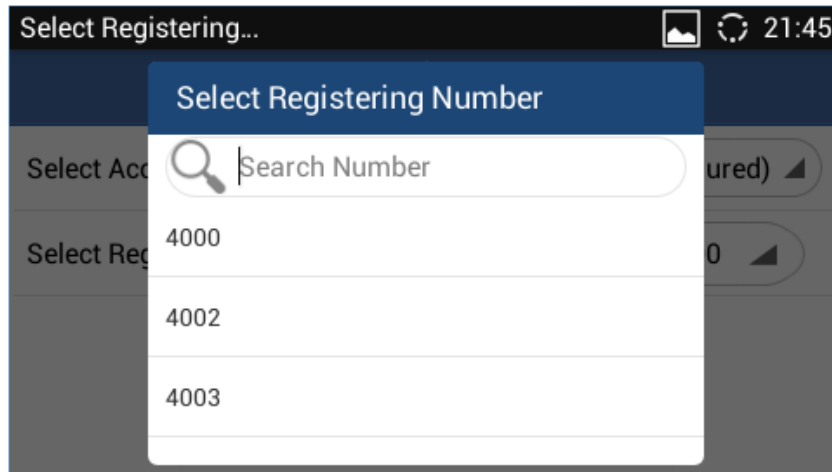 Select Registering... 21:45
Select Registering Number
Search Number
Select Acc ured)
4000
Select Reg 0
4002
4003